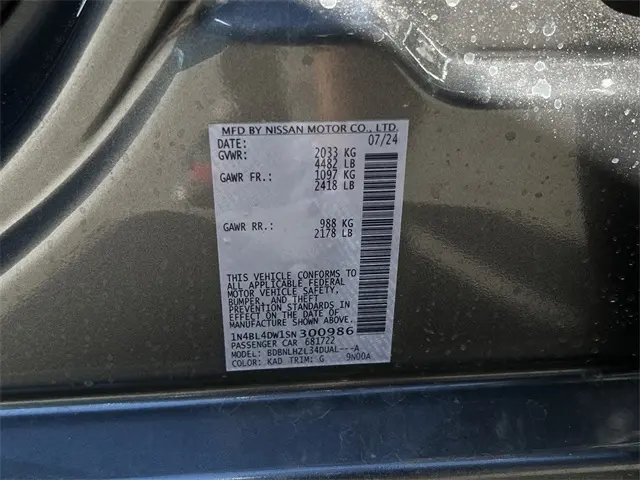 MFD BY NISSAN MOTOR CO., LTD.
DATE: 07/24
GVWR: 2033 KG
4482 LB
GAWR FR.: 1097 KG
2418 LB
GAWR RR.: 988 KG
2178 LB
THIS VEHICLE CONFORMS TO
ALL APPLICABLE FEDERAL
MOTOR VEHICLE SAFETY,
BUMPER, AND THEFT
PREVENTION STANDARDS IN
EFFECT ON THE DATE OF
MANUFACTURE SHOWN ABOVE.
1N4BL4DW1SN300986
PASSENGER CAR 681722
MODEL: BDBNLHZL34DUAL---A
COLOR: KAD TRIM: G 9N00A